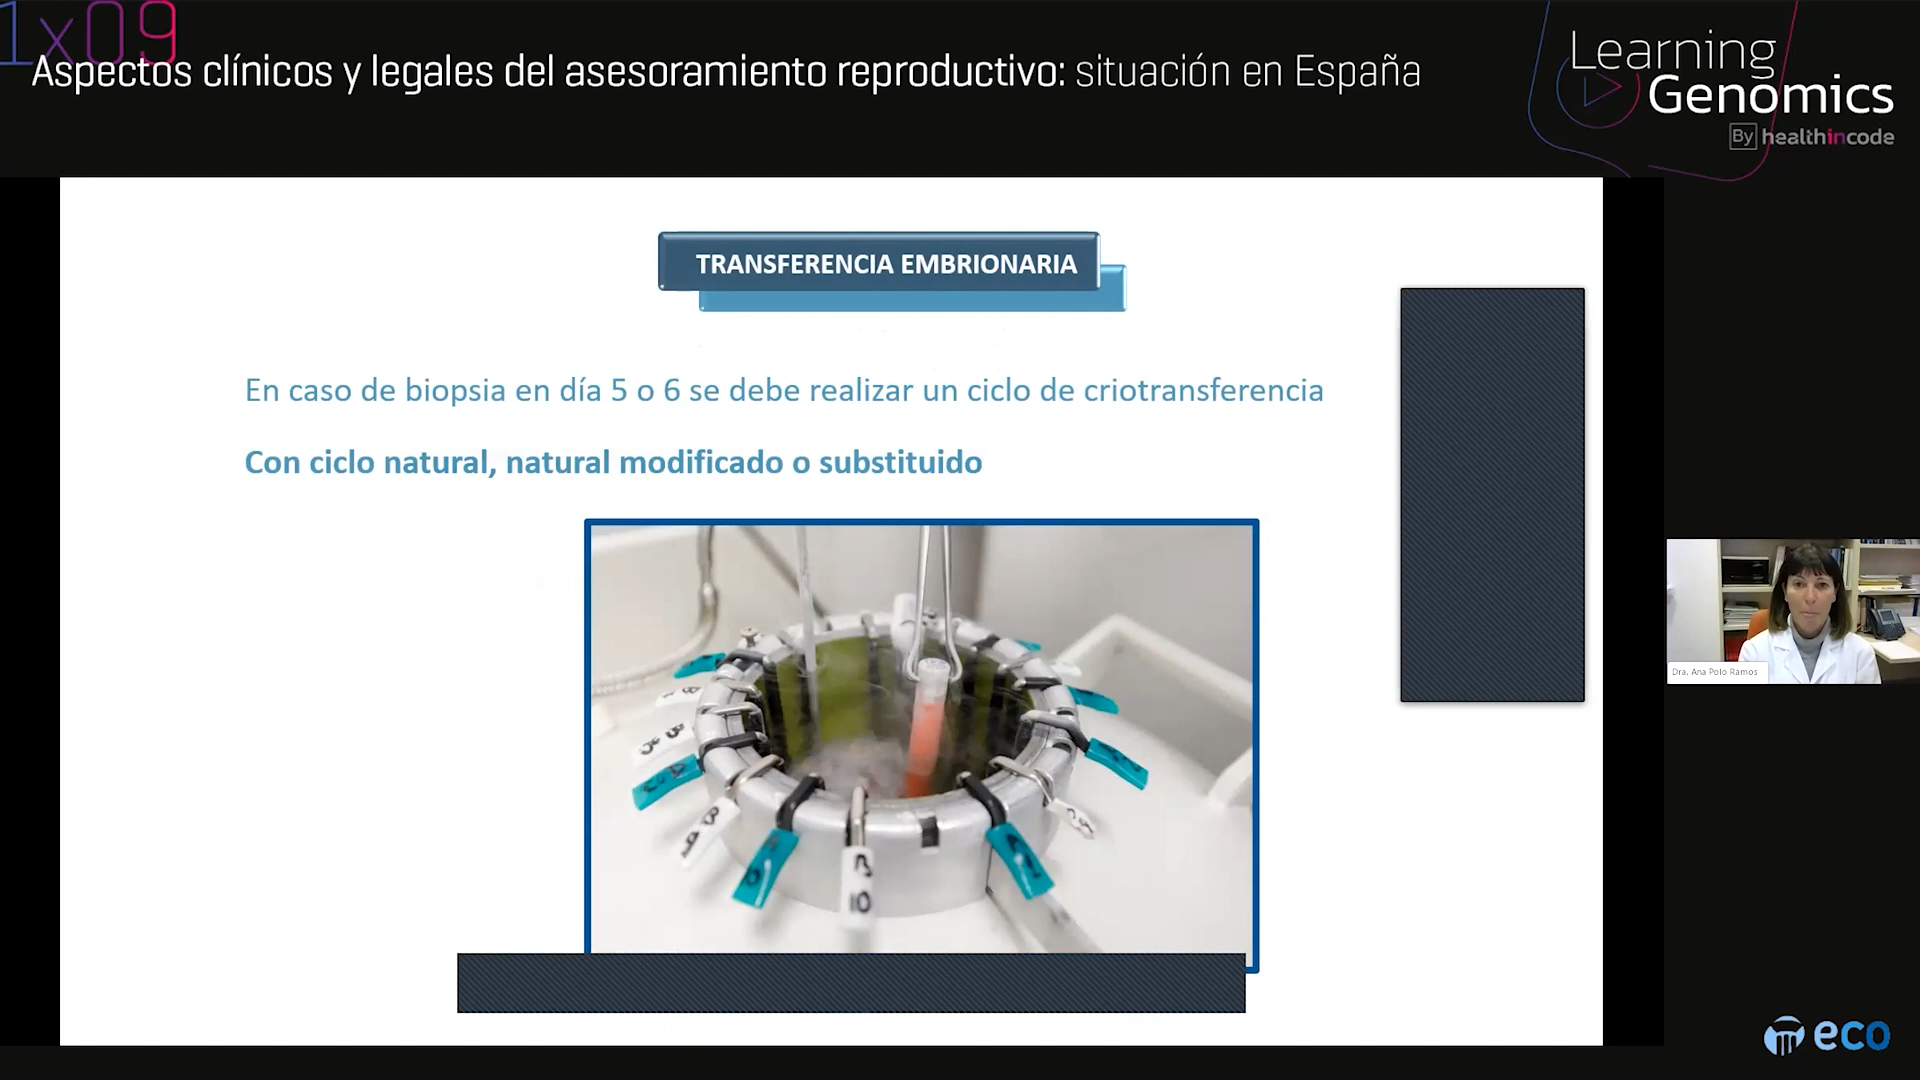 1x09
Aspectos clínicos y legales del asesoramiento reproductivo: situación en España
Learning
Genomics
By healthincode
TRANSFERENCIA EMBRIONARIA
En caso de biopsia en día 5 o 6 se debe realizar un ciclo de criotransferencia
Con ciclo natural, natural modificado o substituido
10
Dra. Ana Polo Ramos
eco